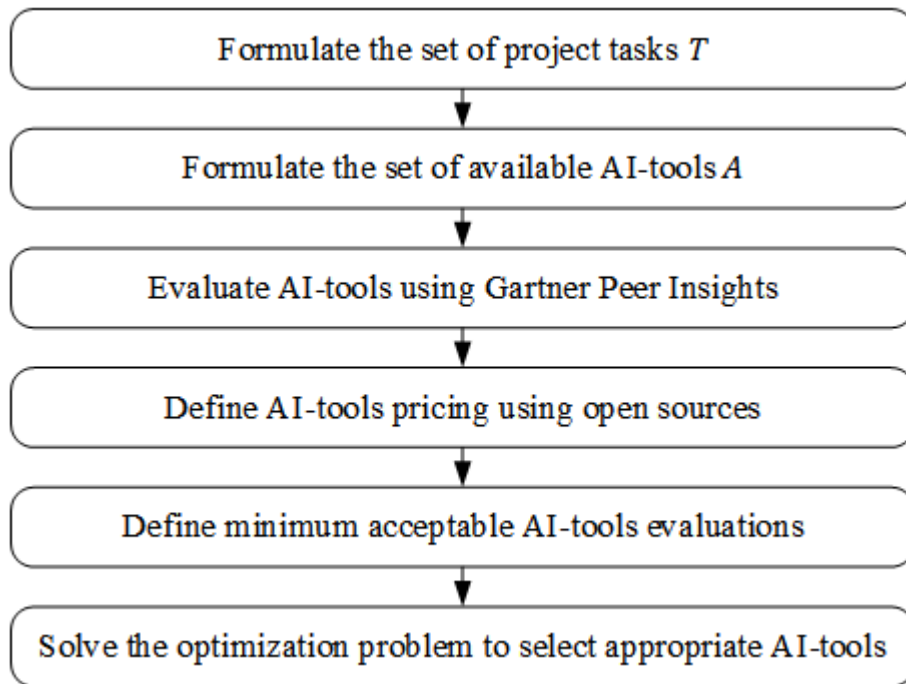 Formulate the set of project tasks T
Formulate the set of available AI-tools A
Evaluate AI-tools using Gartner Peer Insights
Define AI-tools pricing using open sources
Define minimum acceptable AI-tools evaluations
Solve the optimization problem to select appropriate AI-tools